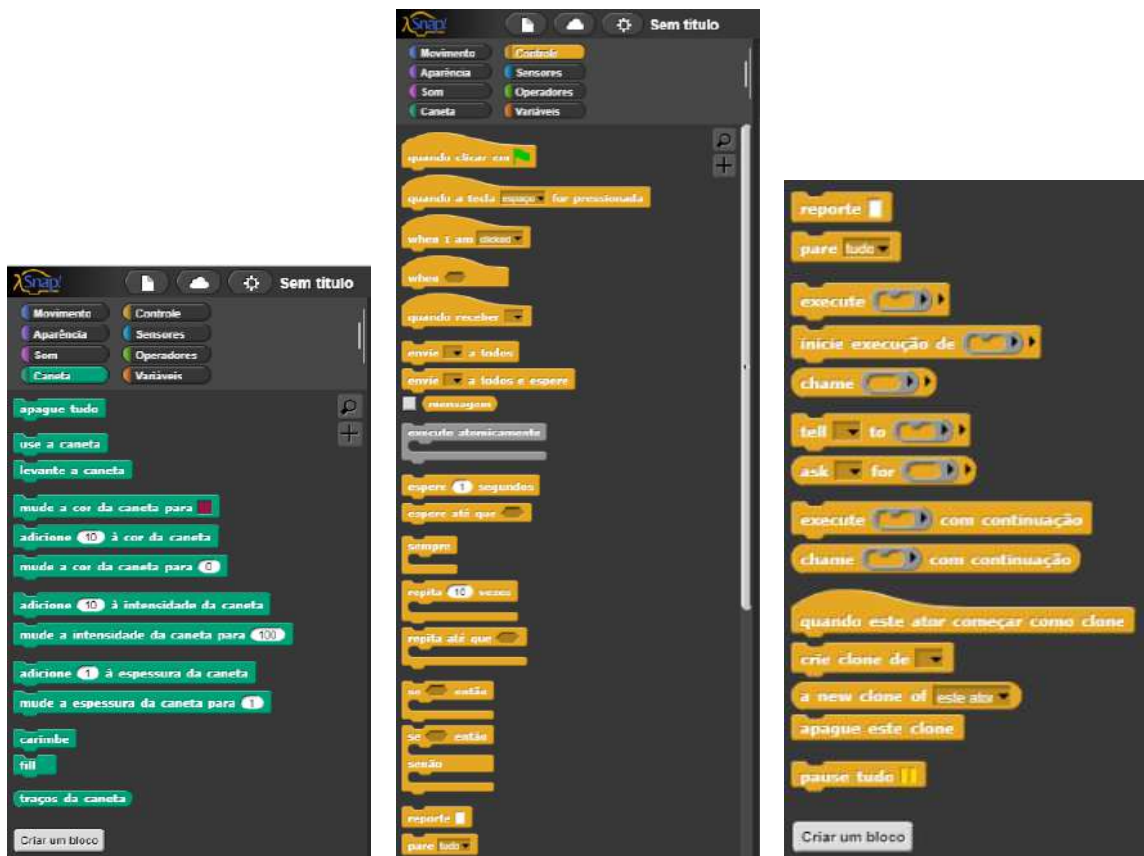 Snap!
Sem título
Movimento Controle
Aparência Sensores
Som Operadores
Caneta Variáveis
apague tudo
use a caneta
levante a caneta
mude a cor da caneta para
adicione 10 à cor da caneta
mude a cor da caneta para 0
adicione 10 à intensidade da caneta
mude a intensidade da caneta para 100
adicione 1 à espessura da caneta
mude a espessura da caneta para 1
carimbe
fill
traços da caneta
Criar um bloco
Snap!
Sem título
Movimento Controle
Aparência Sensores
Som Operadores
Caneta Variáveis
quando clicar em
quando a tecla espaço for pressionada
when I am clicked
when
quando receber
envie a todos
envie a todos e espere
mensagem
execute atomicamente
espere 1 segundos
espere até que
sempre
repita 10 vezes
repita até que
se então
se então
senão
reporte
pare tudo
reporte
pare tudo
execute
inicie execução de
chame
tell to
ask for
execute com continuação
chame com continuação
quando este ator começar como clone
crie clone de
a new clone of este ator
apague este clone
pause tudo
Criar um bloco